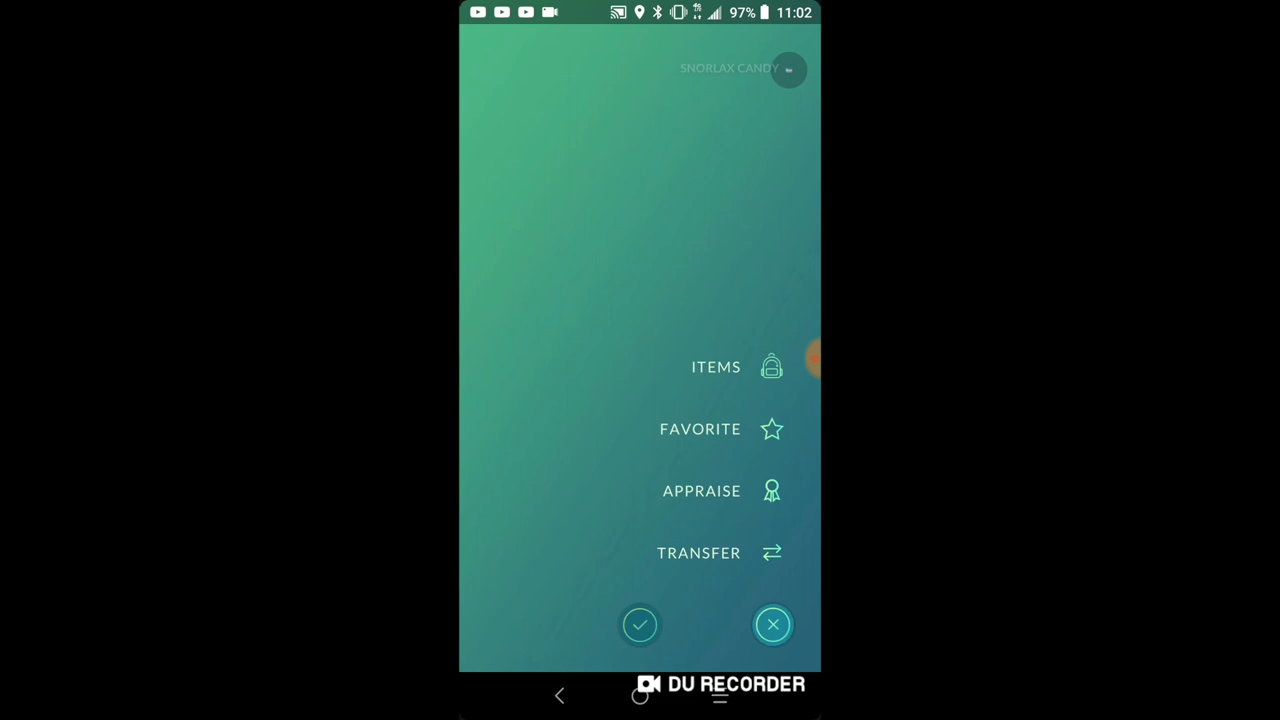 97% 11:02
SNORLAX CANDY
ITEMS
FAVORITE
APPRAISE
TRANSFER
DU RECORDER